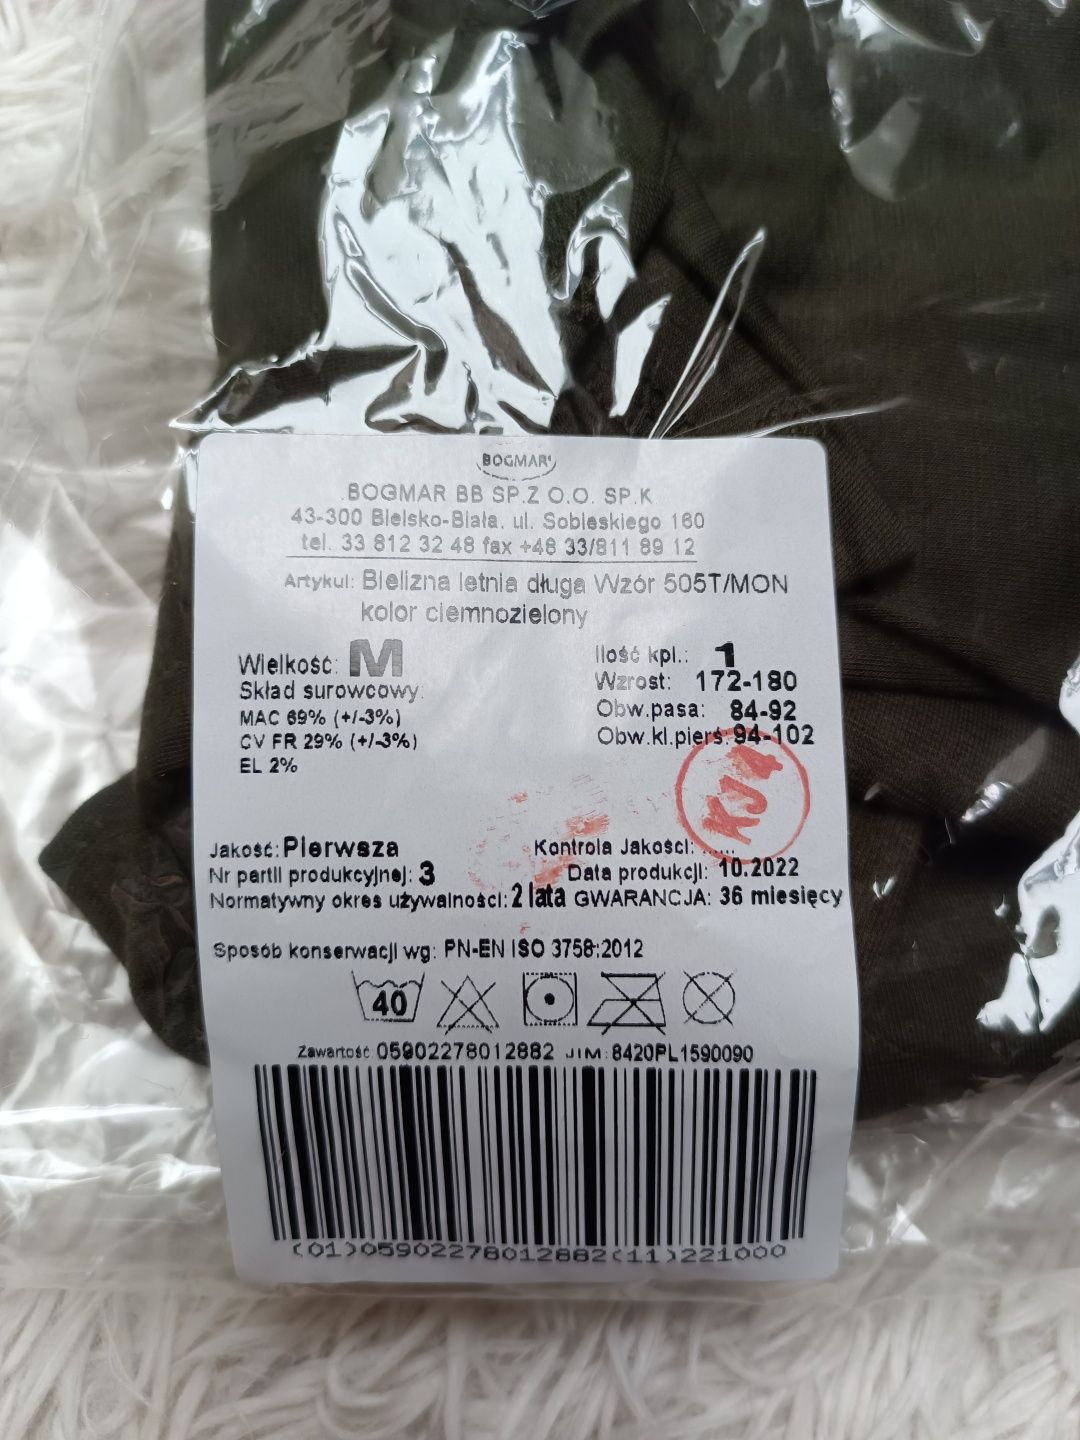 BOGMAR
.BOGMAR BB SP.Z O.O. SP.K
43-300 Bielsko-Biała, ul. Sobieskiego 160
tel. 33 812 32 48 fax +48 33/811 89 12
Artykuł: Bielizna letnia długa Wzór 505T/MON
kolor ciemnozielony
Wielkość: M
Ilość kpl.: 1
Skład surowcowy:
Wzrost: 172-180
MAC 69% (+/-3%)
Obw.pasa: 84-92
CV FR 29% (+/-3%)
Obw.kl.pierś.94-102
EL 2%
KJ4
Jakość: Pierwsza
Kontrola Jakości: ......
Nr partii produkcyjnej: 3
Data produkcji: 10.2022
Normatywny okres używalności: 2 lata GWARANCJA: 36 miesięcy
Sposób konserwacji wg: PN-EN ISO 3758:2012
40
Zawartość: 05902278012882 JIM: 8420PL1590090
(01)05902278012882(11)221000